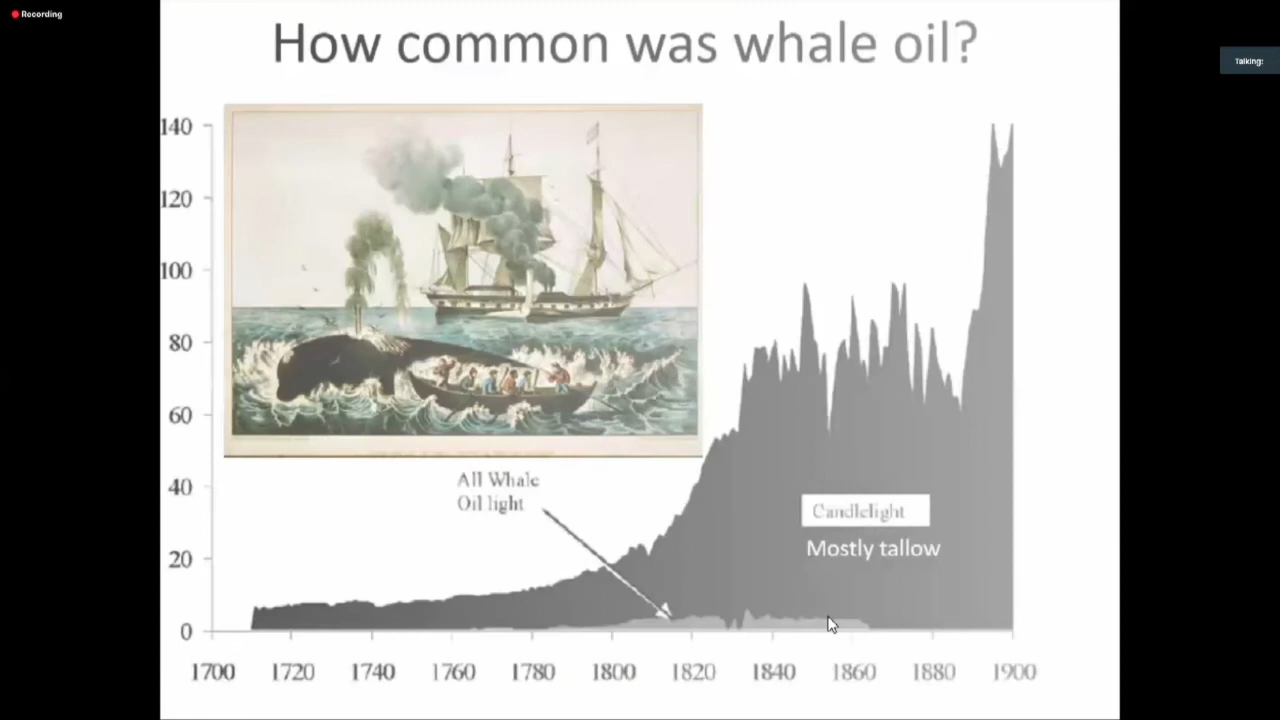 Recording
How common was whale oil?
Talking:
140
120
100
80
60
40
20
0
All Whale
Oil light
Candlelight
Mostly tallow
1700 1720 1740 1760 1780 1800 1820 1840 1860 1880 1900